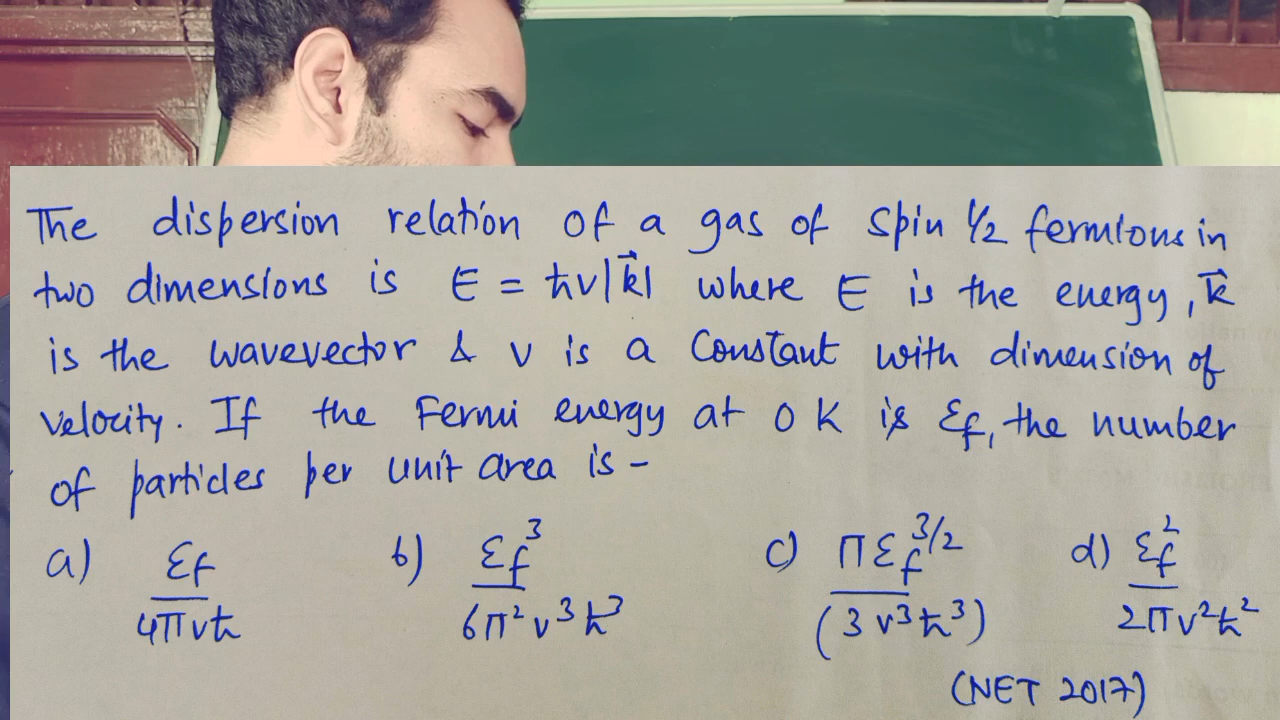 The dispersion relation of a gas of spin 1/2 fermions in
two dimensions is E = ħv|k⃗| where E is the energy, k⃗
is the wavevector & v is a constant with dimension of
velocity. If the Fermi energy at 0 K is Ɛf, the number
of particles per unit area is -
a) Ɛf / 4πvħ b) Ɛf³ / 6π²v³ħ³ c) πƐf^3/2 / (3v³ħ³) d) Ɛf² / 2πv²ħ²
(NET 2017)